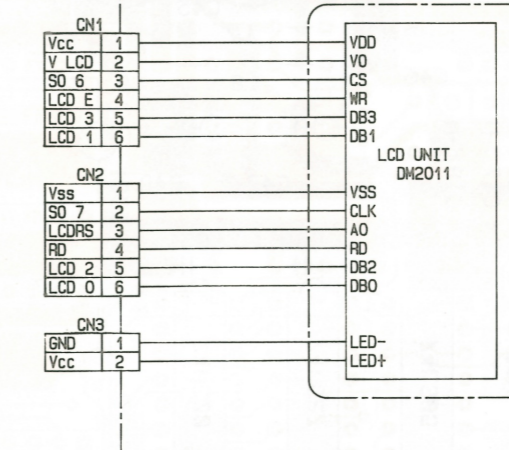 CN1
Vcc 1 VDD
V LCD 2 VO
SO 6 3 CS
LCD E 4 WR
LCD 3 5 DB3
LCD 1 6 DB1
LCD UNIT
DM2011
CN2
Vss 1 VSS
SO 7 2 CLK
LCDRS 3 AO
RD 4 RD
LCD 2 5 DB2
LCD 0 6 DB0
CN3
GND 1 LED-
Vcc 2 LED+